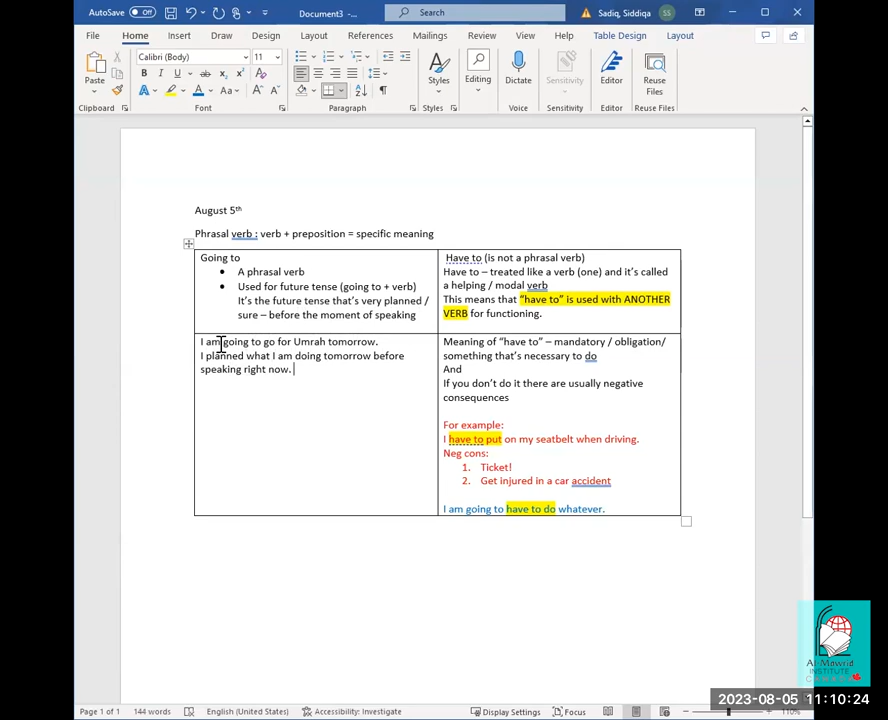 AutoSave Off Document3 -... Search Sadiq, Siddiqa SS
File Home Insert Draw Design Layout References Mailings Review View Help Table Design Layout
Calibri (Body) 11
Paste Styles Editing Dictate Sensitivity Editor Reuse Files
Clipboard Font Paragraph Styles Voice Sensitivity Editor Reuse Files
August 5th
Phrasal verb : verb + preposition = specific meaning
Going to
• A phrasal verb
• Used for future tense (going to + verb)
It's the future tense that's very planned /
sure – before the moment of speaking
Have to (is not a phrasal verb)
Have to – treated like a verb (one) and it's called
a helping / modal verb
This means that “have to” is used with ANOTHER
VERB for functioning.
I am going to go for Umrah tomorrow.
I planned what I am doing tomorrow before
speaking right now.
Meaning of “have to” – mandatory / obligation/
something that's necessary to do
And
If you don't do it there are usually negative
consequences
For example:
I have to put on my seatbelt when driving.
Neg cons:
1. Ticket!
2. Get injured in a car accident
I am going to have to do whatever.
Al-Mawrid
INSTITUTE
CANADA
Page 1 of 1 144 words English (United States) Accessibility: Investigate Display Settings Focus 110%
2023-08-05 11:10:24